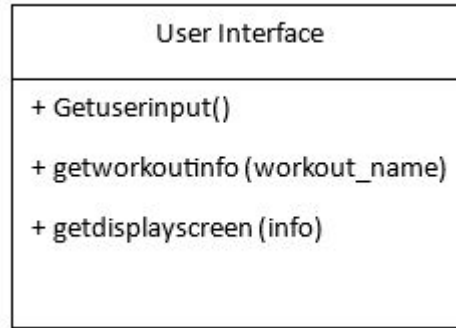 User Interface
+ Getuserinput()
+ getworkoutinfo (workout_name)
+ getdisplayscreen (info)